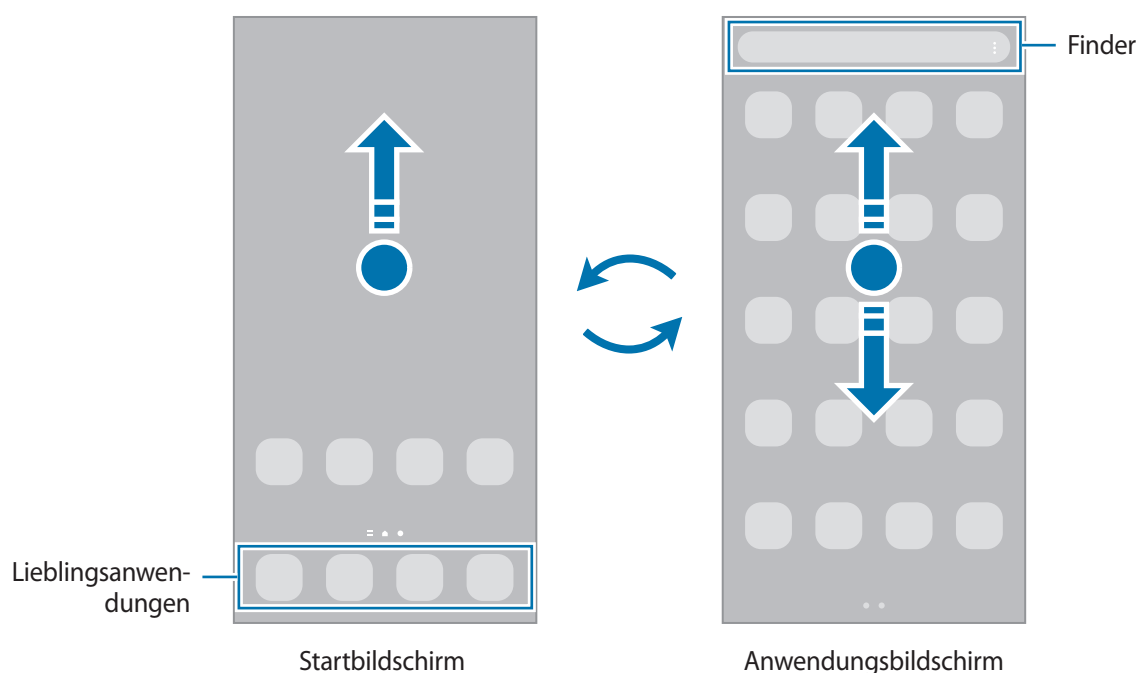 Finder
Lieblingsanwen-
dungen
Startbildschirm
Anwendungsbildschirm